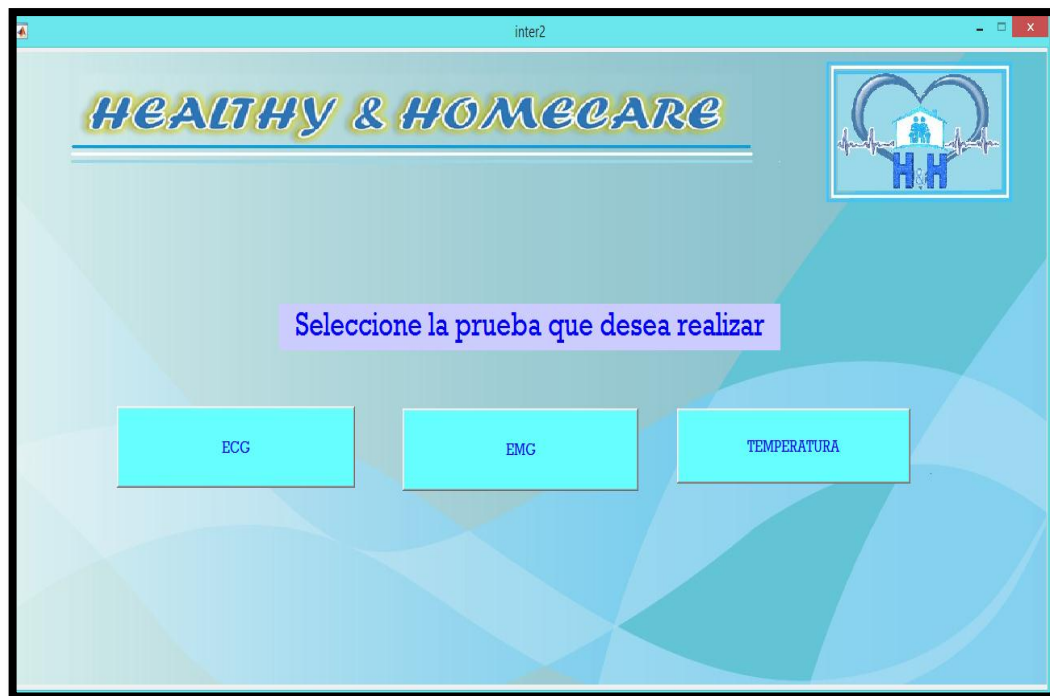 inter2
HEALTHY & HOMECARE
H&H
Seleccione la prueba que desea realizar
ECG
EMG
TEMPERATURA